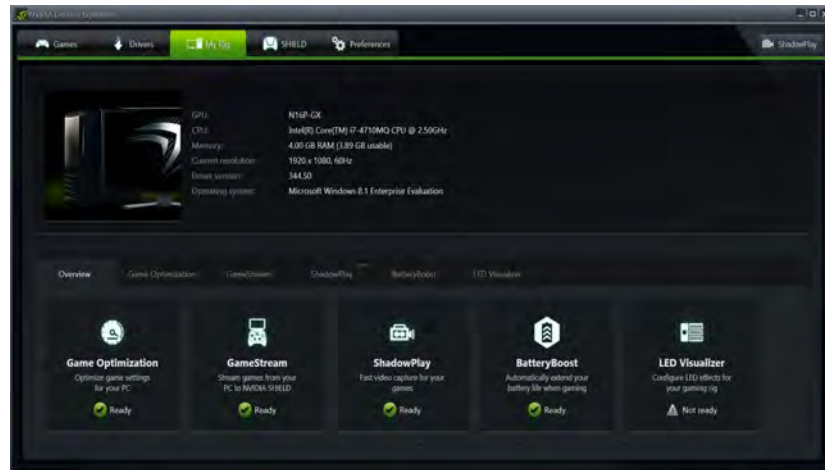 NVIDIA GeForce Experience
Games
Drivers
My Rig
SHIELD
Preferences
ShadowPlay
GPU: N16P-GX
CPU: Intel(R) Core(TM) i7-4710MQ CPU @ 2.50GHz
Memory: 4.00 GB RAM (3.89 GB usable)
Current resolution: 1920 x 1080, 60Hz
Driver version: 344.50
Operating system: Microsoft Windows 8.1 Enterprise Evaluation
Overview
Game Optimization
GameStream
ShadowPlay
BatteryBoost
LED Visualizer
Game Optimization
Optimize game settings
for your PC
Ready
GameStream
Stream games from your
PC to NVIDIA SHIELD
Ready
ShadowPlay
Fast video capture for your
games
Ready
BatteryBoost
Automatically extend your
battery life when gaming
Ready
LED Visualizer
Configure LED effects for
your gaming rig
Not ready